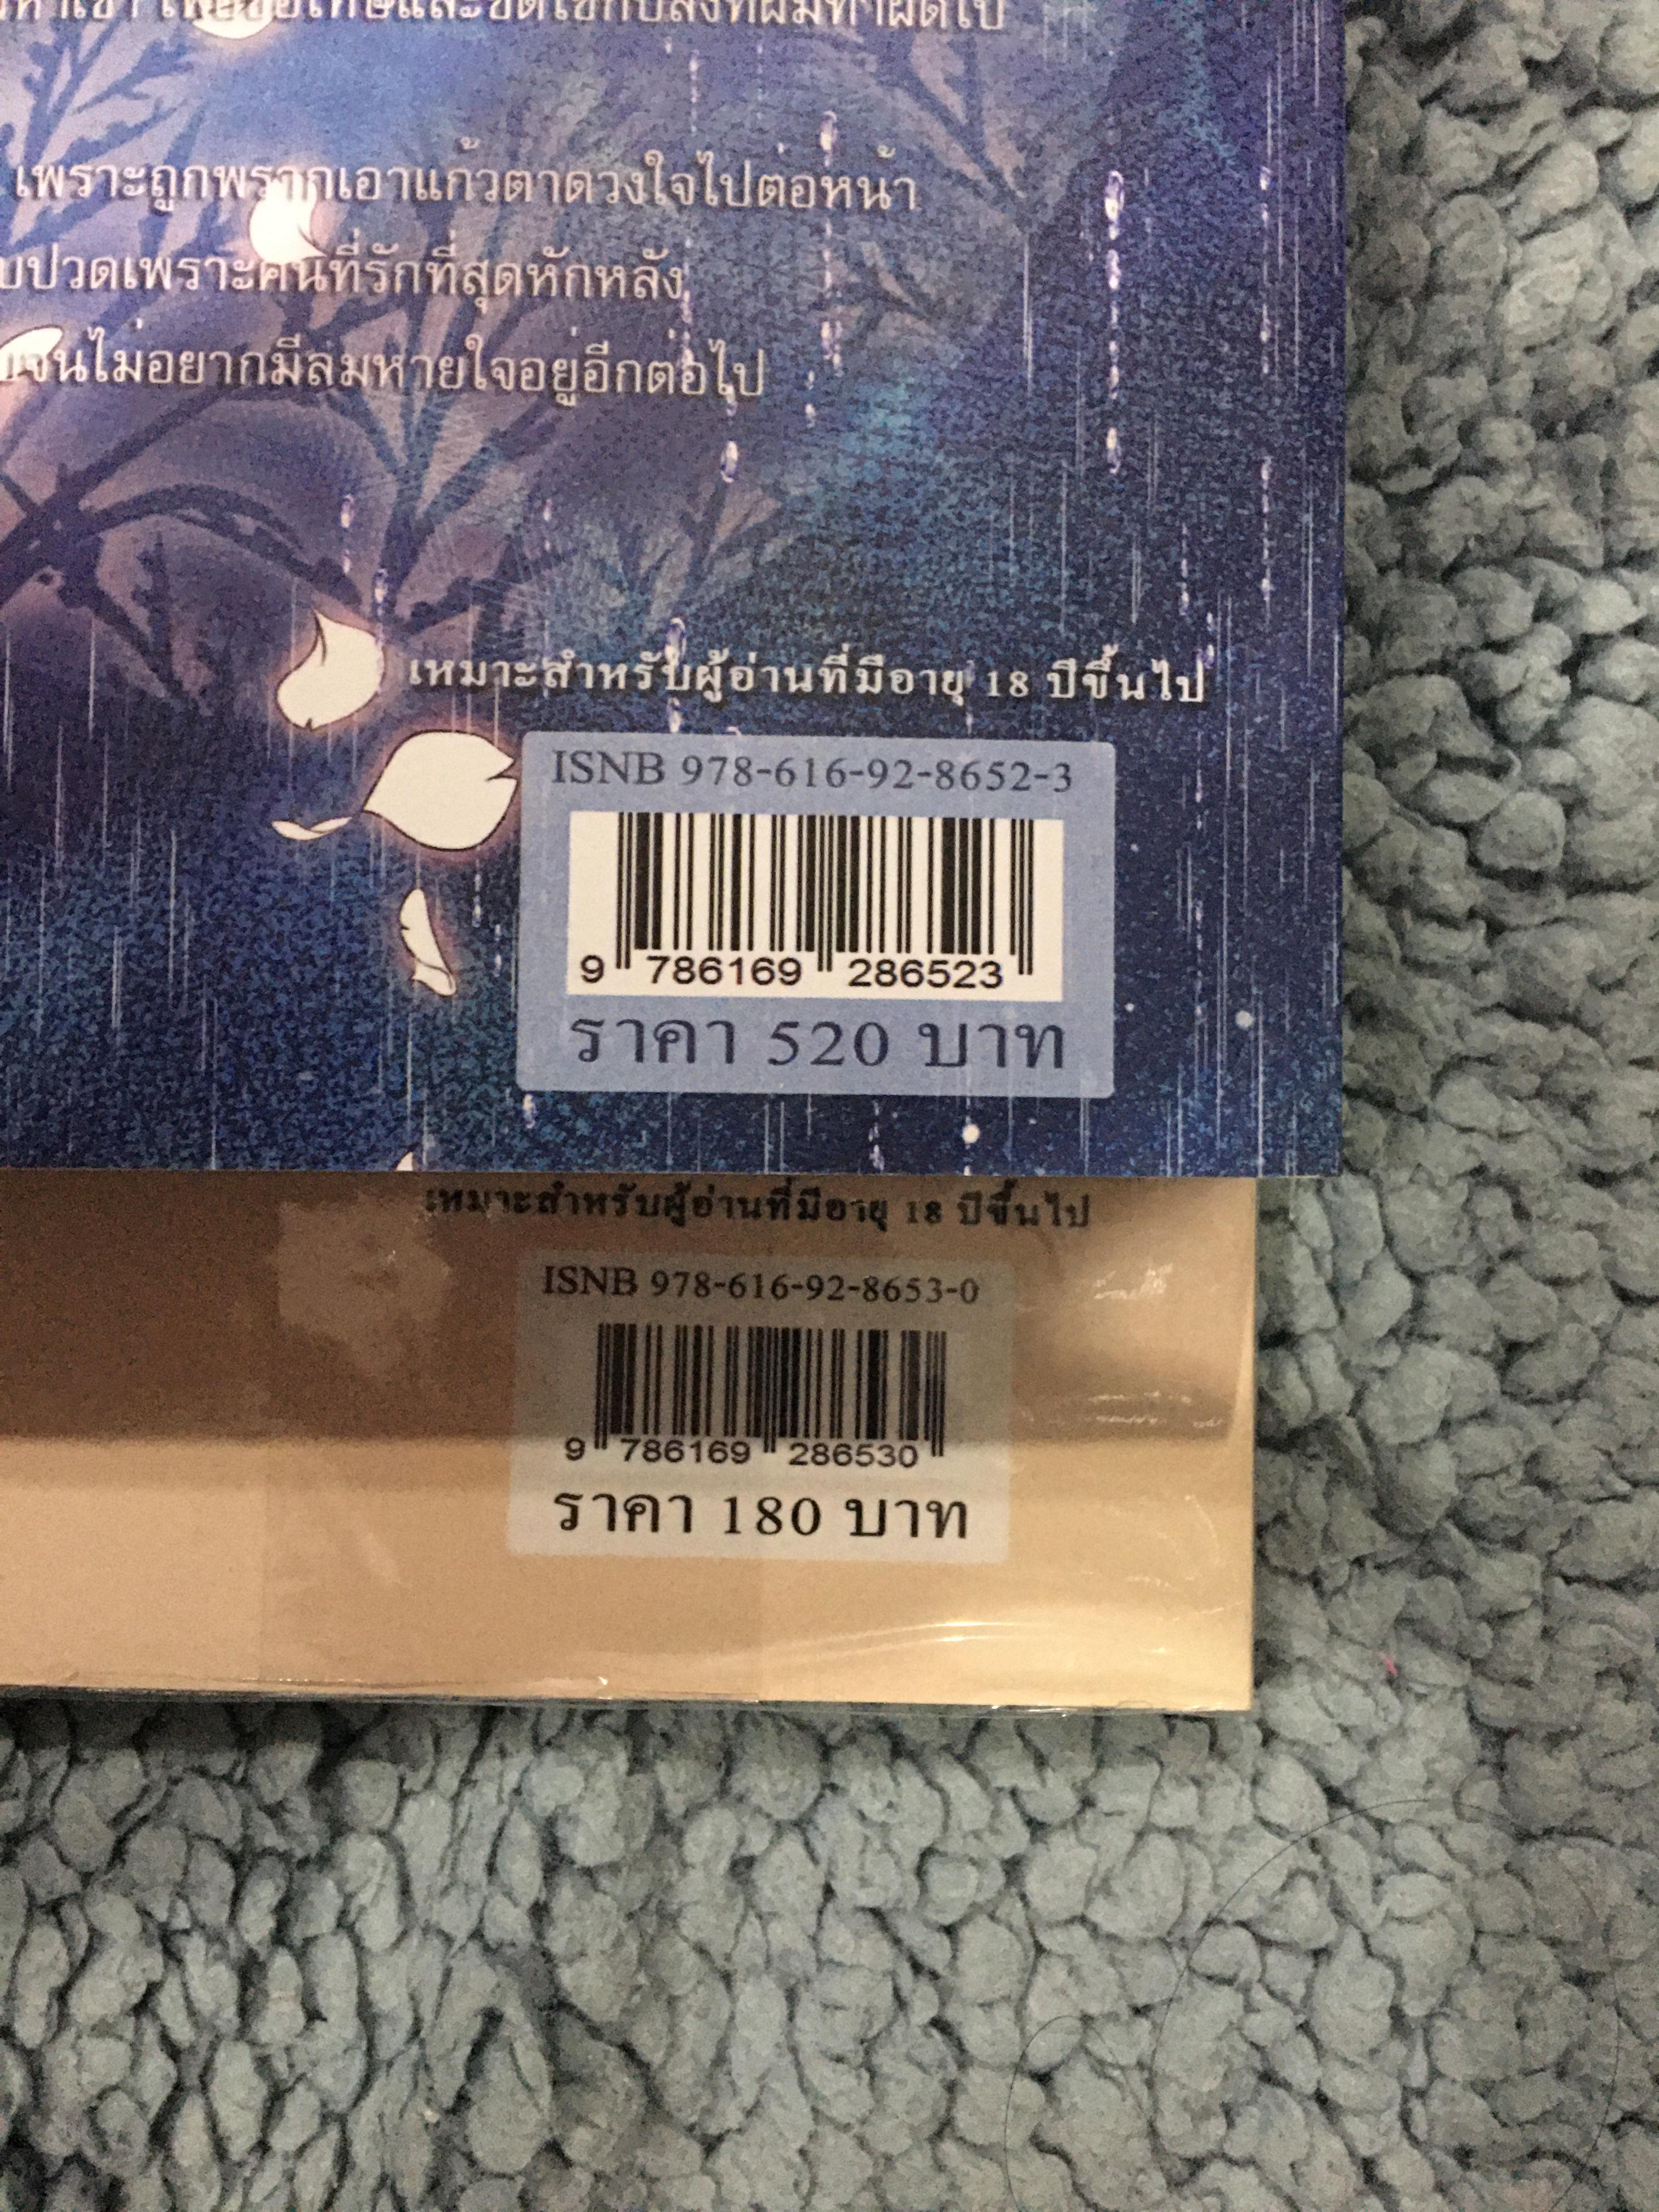 เพราะถูกพรากเอาแก้วตาดวงใจไปต่อหน้า
ปวดเพราะคนที่รักที่สุดหักหลัง
จนไม่อยากมีลมหายใจอยู่อีกต่อไป
เหมาะสำหรับผู้อ่านที่มีอายุ 18 ปีขึ้นไป
ISNB 978-616-92-8652-3
9 786169 286523
ราคา 520 บาท
เหมาะสำหรับผู้อ่านที่มีอายุ 18 ปีขึ้นไป
ISNB 978-616-92-8653-0
9 786169 286530
ราคา 180 บาท